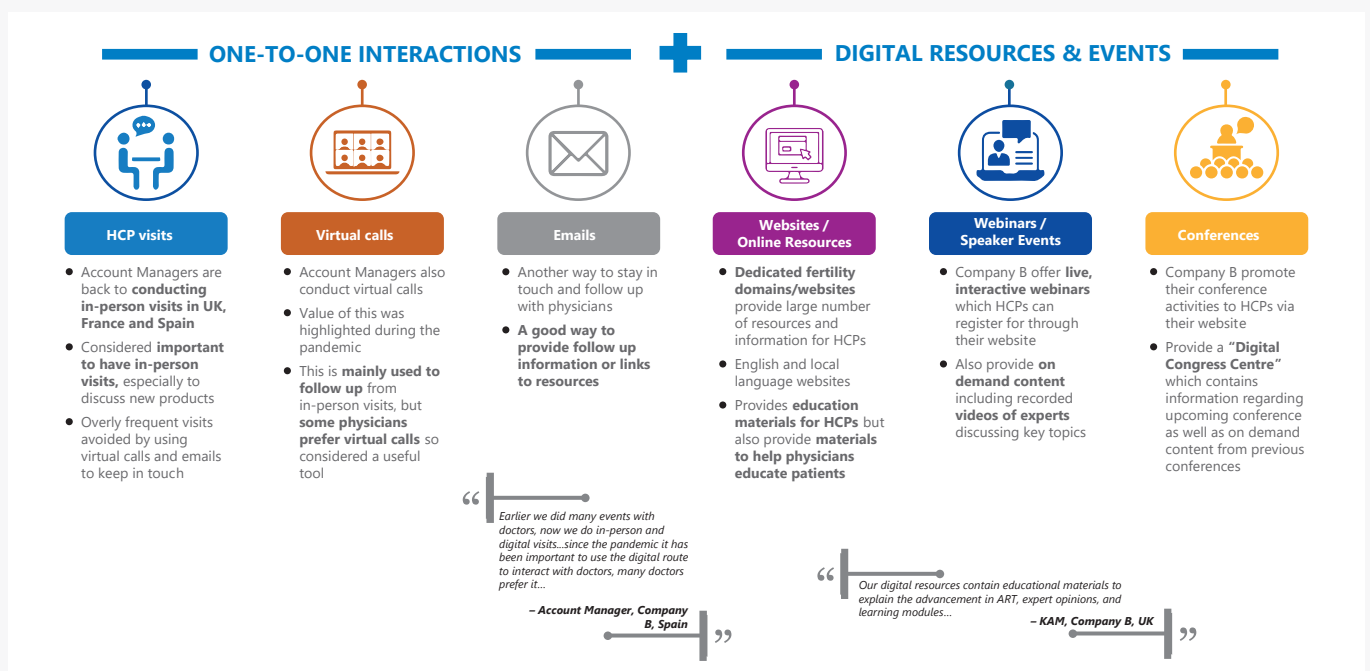 ONE-TO-ONE INTERACTIONS
DIGITAL RESOURCES & EVENTS
HCP visits
Account Managers are
back to conducting
in-person visits in UK,
France and Spain
Considered important
to have in-person
visits, especially to
discuss new products
Overly frequent visits
avoided by using
virtual calls and emails
to keep in touch
Virtual calls
Account Managers also
conduct virtual calls
Value of this was
highlighted during the
pandemic
This is mainly used to
follow up from
in-person visits, but
some physicians
prefer virtual calls so
considered a useful
tool
Emails
Another way to stay in
touch and follow up
with physicians
A good way to
provide follow up
information or links
to resources
Websites /
Online Resources
Dedicated fertility
domains/websites
provide large number
of resources and
information for HCPs
English and local
language websites
Provides education
materials for HCPs but
also provide materials
to help physicians
educate patients
Webinars /
Speaker Events
Company B offer live,
interactive webinars
which HCPs can
register for through
their website
Also provide on
demand content
including recorded
videos of experts
discussing key topics
Conferences
Company B promote
their conference
activities to HCPs via
their website
Provide a “Digital
Congress Centre”
which contains
information regarding
upcoming conference
as well as on demand
content from previous
conferences
“
Earlier we did many events with
doctors, now we do in-person and
digital visits...since the pandemic it has
been important to use the digital route
to interact with doctors, many doctors
prefer it...
– Account Manager, Company
B, Spain
”
“
Our digital resources contain educational materials to
explain the advancement in ART, expert opinions, and
learning modules...
– KAM, Company B, UK
”